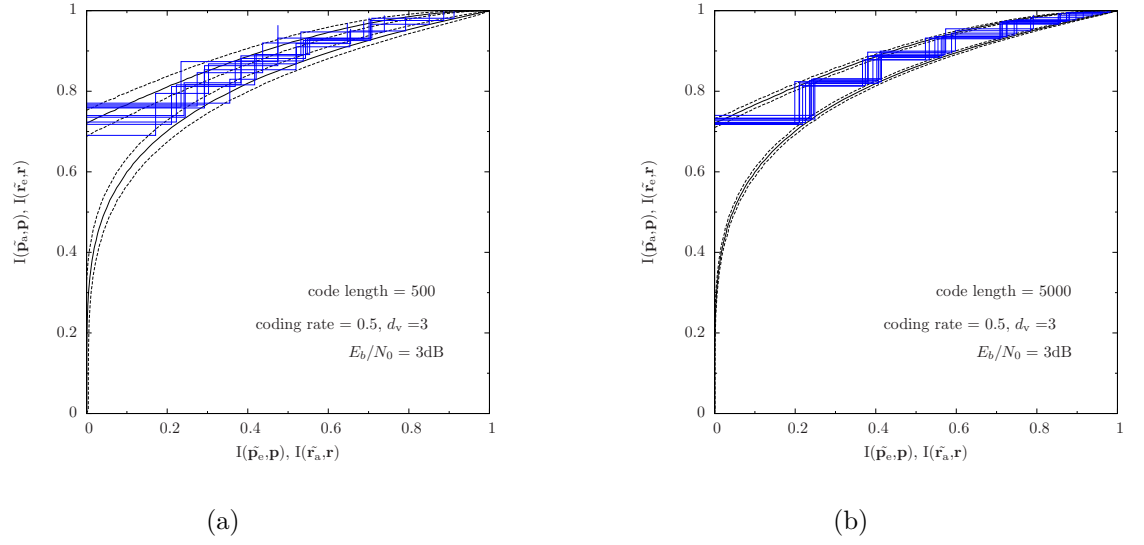 1
0.8
0.6
0.4
0.2
0
0 0.2 0.4 0.6 0.8 1
I(p̃ₐ,p), I(r̃ₑ,r)
I(p̃ₑ,p), I(r̃ₐ,r)
code length = 500
coding rate = 0.5, dᵥ =3
E_b/N₀ = 3dB
(a)
1
0.8
0.6
0.4
0.2
0
0 0.2 0.4 0.6 0.8 1
I(p̃ₐ,p), I(r̃ₑ,r)
I(p̃ₑ,p), I(r̃ₐ,r)
code length = 5000
coding rate = 0.5, dᵥ =3
E_b/N₀ = 3dB
(b)